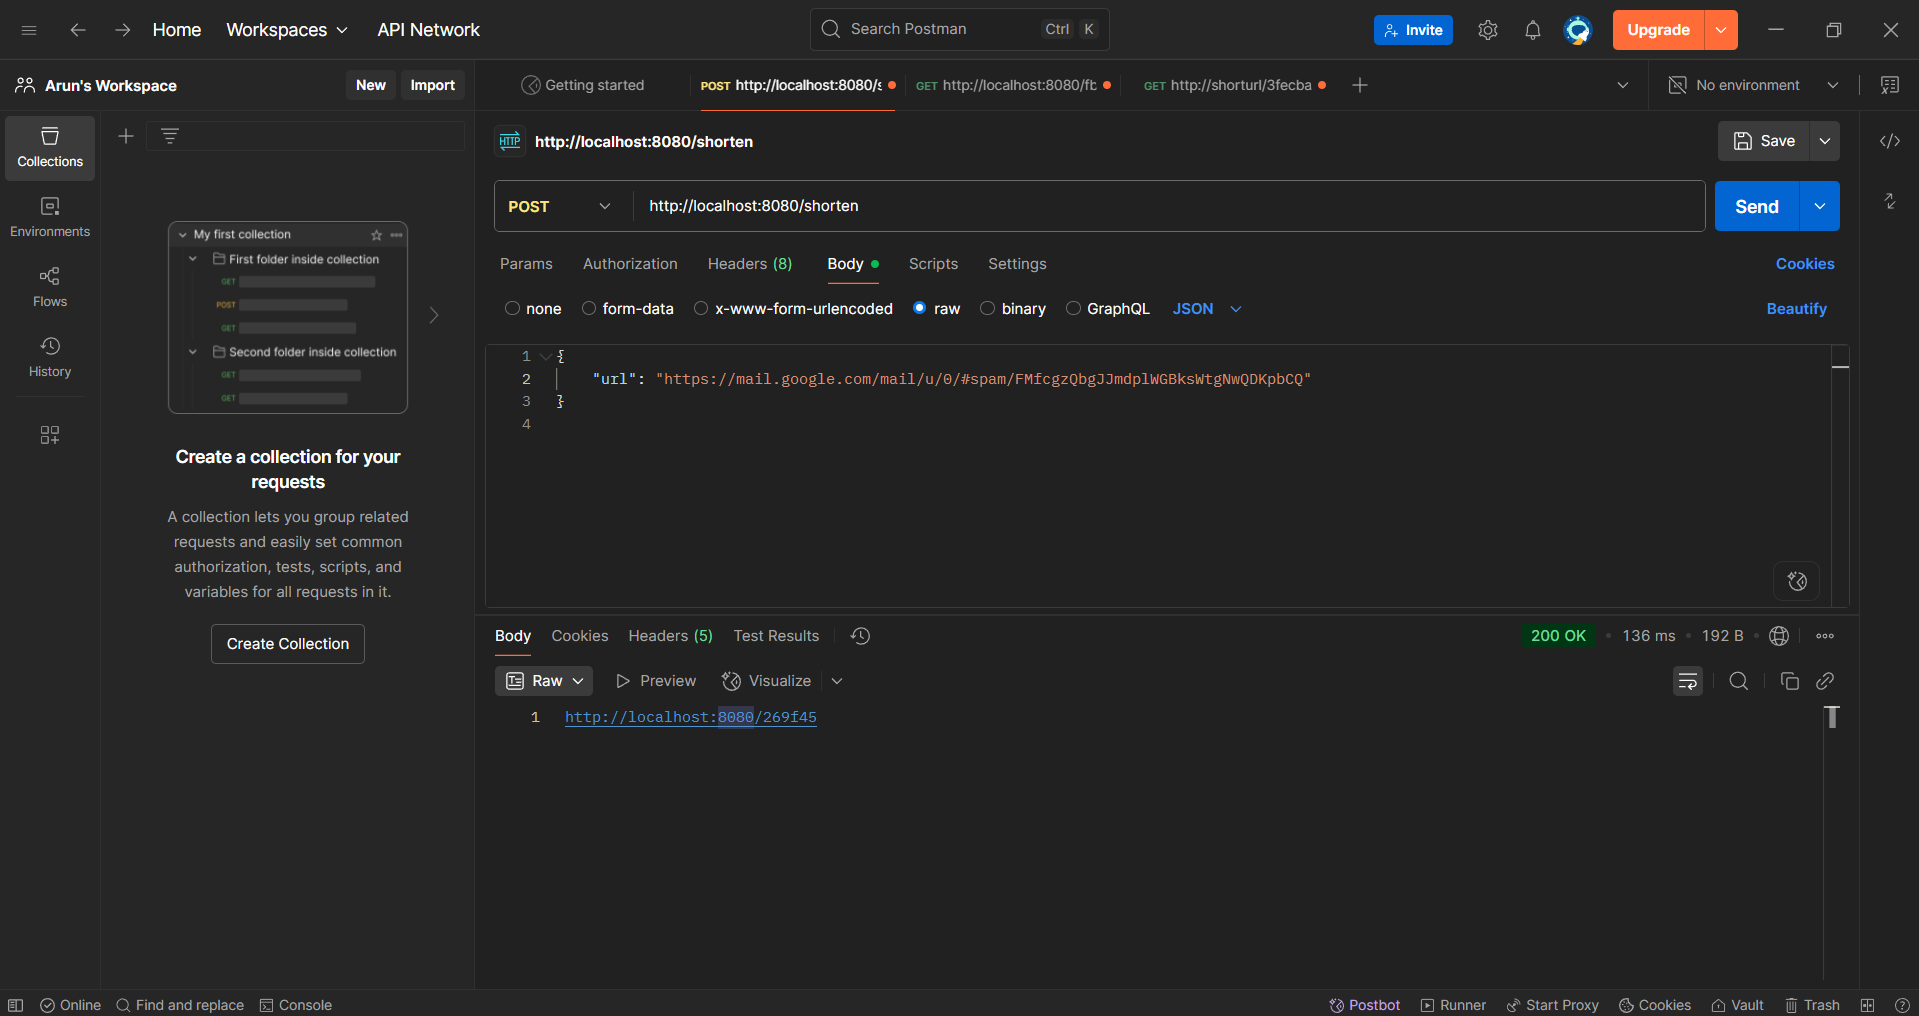 Home Workspaces API Network Search Postman Ctrl K Invite Upgrade
Arun's Workspace New Import Getting started POST http://localhost:8080/s GET http://localhost:8080/fb GET http://shorturl/3fecba No environment
Collections
Environments
Flows
History
My first collection
First folder inside collection
GET
POST
GET
Second folder inside collection
GET
GET
Create a collection for your
requests
A collection lets you group related
requests and easily set common
authorization, tests, scripts, and
variables for all requests in it.
Create Collection
HTTP http://localhost:8080/shorten Save
POST http://localhost:8080/shorten Send
Params Authorization Headers (8) Body Scripts Settings Cookies
none form-data x-www-form-urlencoded raw binary GraphQL JSON Beautify
1 {
2 "url": "https://mail.google.com/mail/u/0/#spam/FMfcgzQbgJJmdplWGBksWtgNwQDKpbCQ"
3 }
4
Body Cookies Headers (5) Test Results 200 OK • 136 ms • 192 B
Raw Preview Visualize
1 http://localhost:8080/269f45
Online Find and replace Console Postbot Runner Start Proxy Cookies Vault Trash